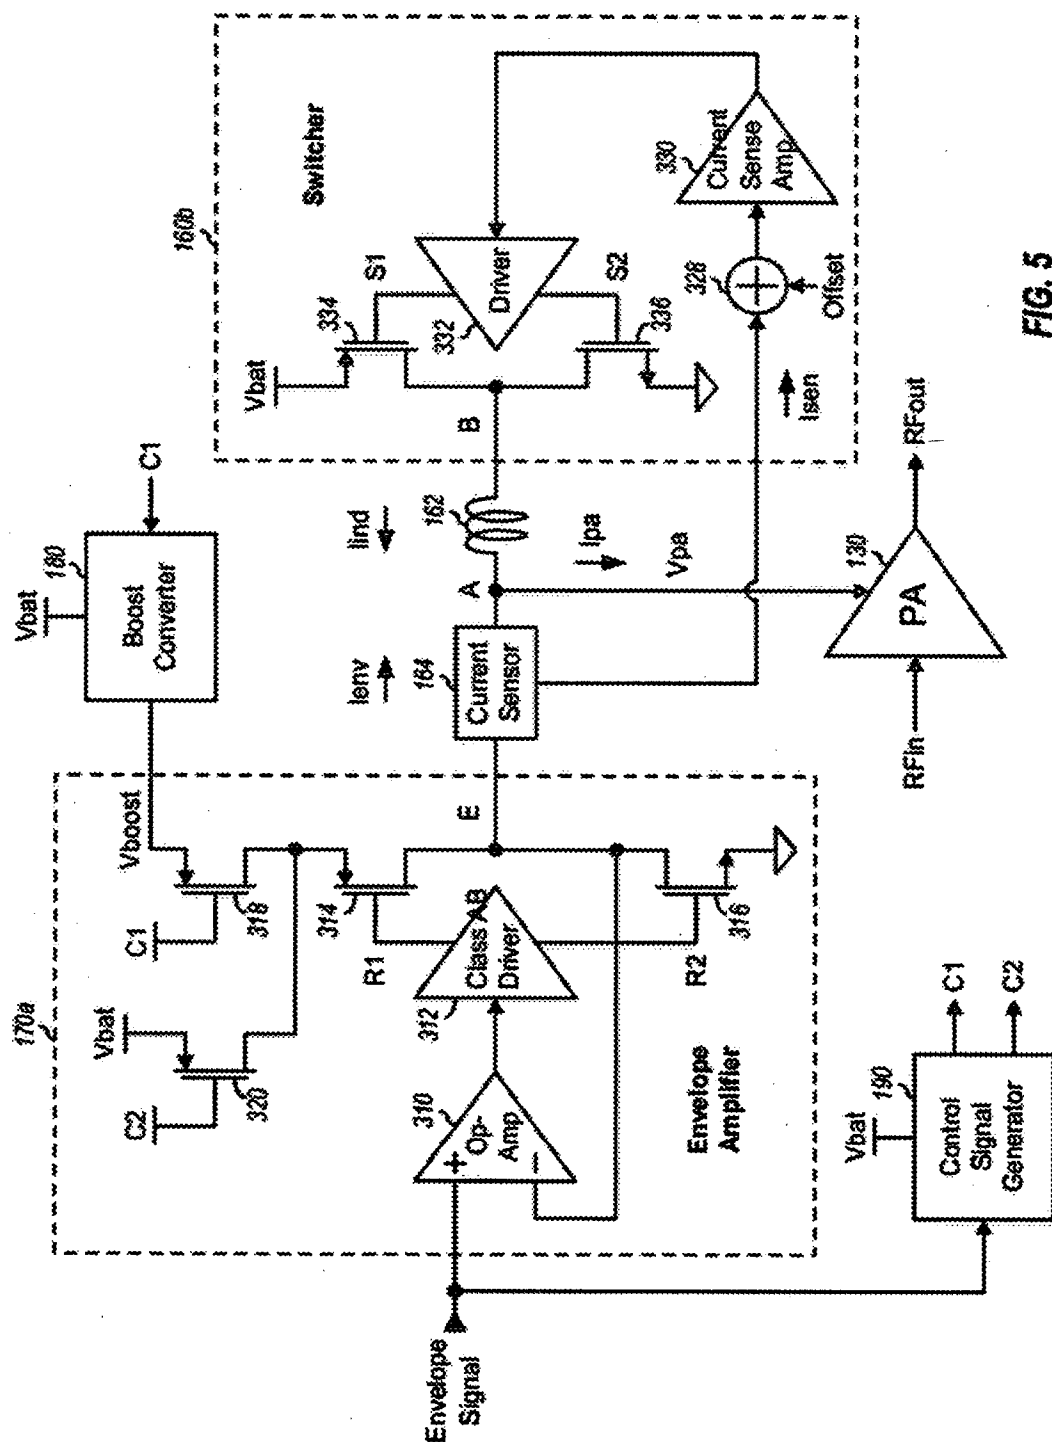 Vbat
180
Boost
Converter
C1
Vboost
170a
C1
318
Vbat
C2
320
R1
314
Class AB
Driver
312
310
+
Op-
Amp
−
R2
316
Envelope
Amplifier
Envelope
Signal
E
Ienv
164
Current
Sensor
A
Iind
162
Ipa
Vpa
B
160b
Switcher
Vbat
334
S1
332
Driver
S2
336
328
+
Offset
330
Current
Sense
Amp
Isen
RFin
PA
130
RFout
Vbat
190
Control
Signal
Generator
C1
C2
FIG. 5